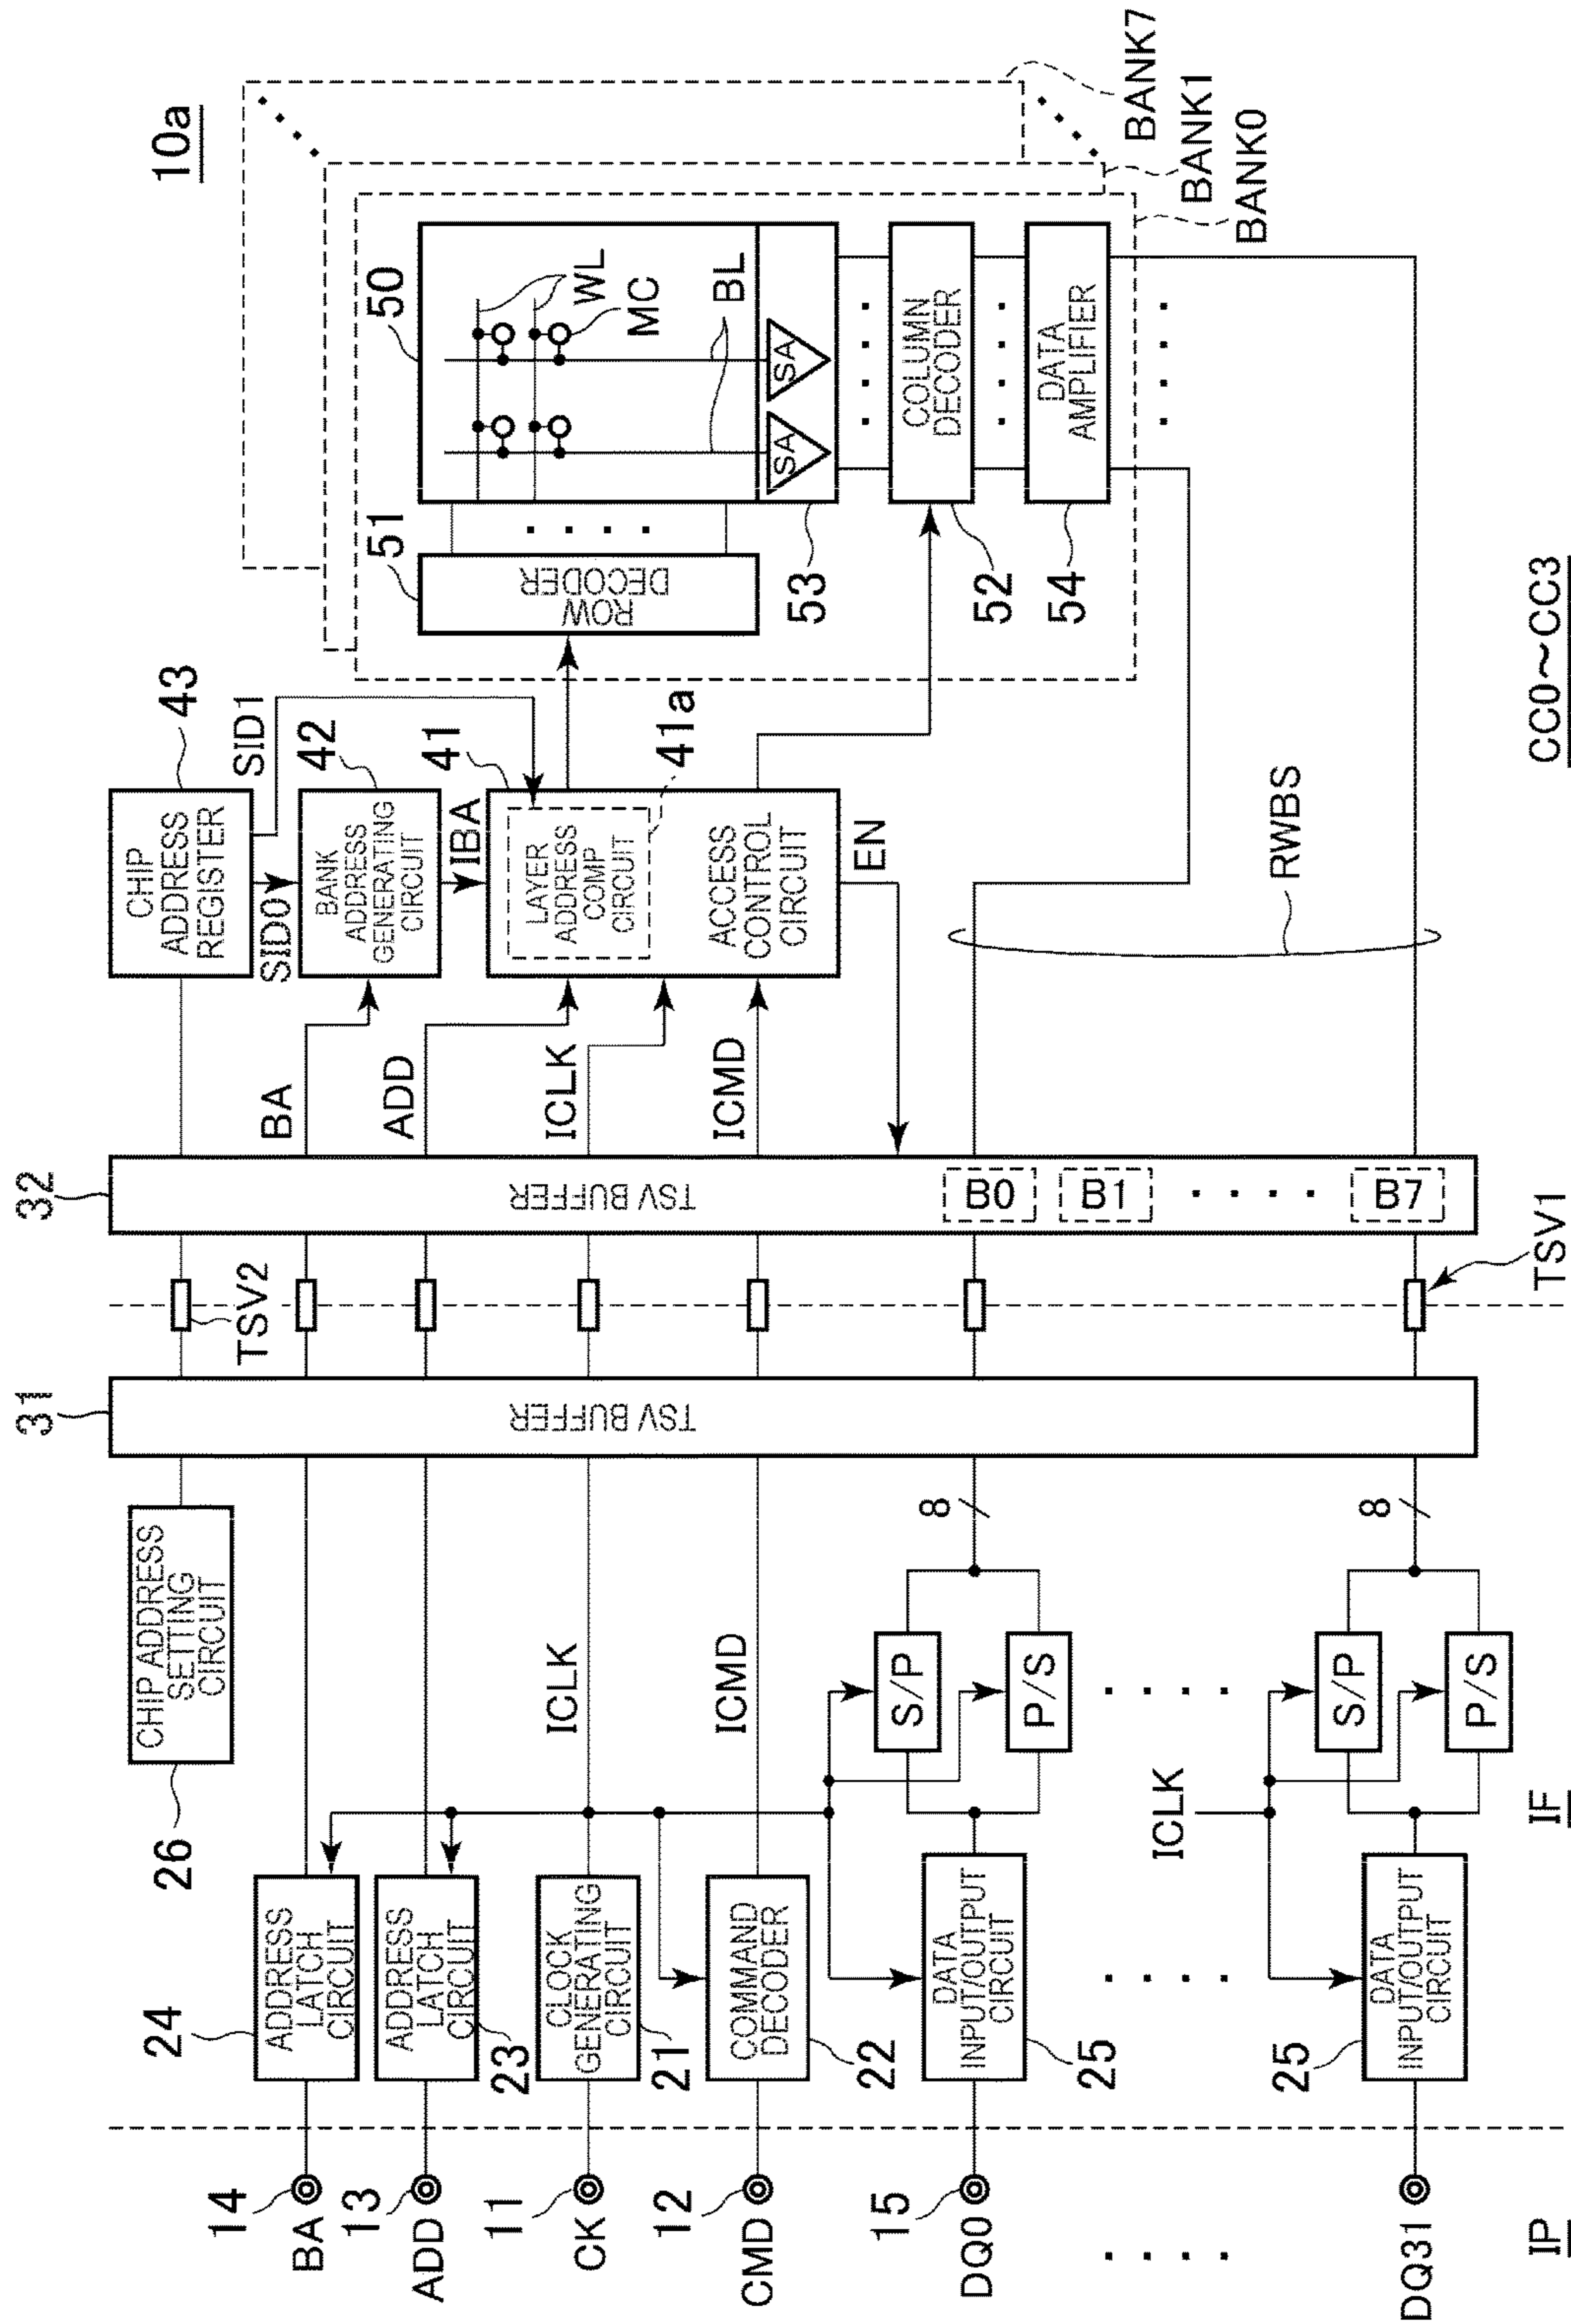 10a
CHIP
ADDRESS
REGISTER
43
SID0
SID1
BANK
ADDRESS
GENERATING
CIRCUIT
42
IBA
41
LAYER
ADDRESS
COMP
CIRCUIT
41a
ACCESS
CONTROL
CIRCUIT
EN
ROW
DECODER
51
50
WL
MC
BL
SA
SA
53
COLUMN
DECODER
52
DATA
AMPLIFIER
54
BANK7
BANK1
BANK0
RWBS
CC0~CC3
32
TSV BUFFER
BA
ADD
ICLK
ICMD
B0
B1
B7
TSV2
TSV1
31
TSV BUFFER
CHIP ADDRESS
SETTING
CIRCUIT
26
ICLK
ICMD
8
8
S/P
P/S
S/P
P/S
ICLK
24
ADDRESS
LATCH
CIRCUIT
ADDRESS
LATCH
CIRCUIT
23
CLOCK
GENERATING
CIRCUIT
21
COMMAND
DECODER
22
DATA
INPUT/OUTPUT
CIRCUIT
25
DATA
INPUT/OUTPUT
CIRCUIT
25
IF
14
BA
13
ADD
11
CK
12
CMD
15
DQ0
DQ31
IP